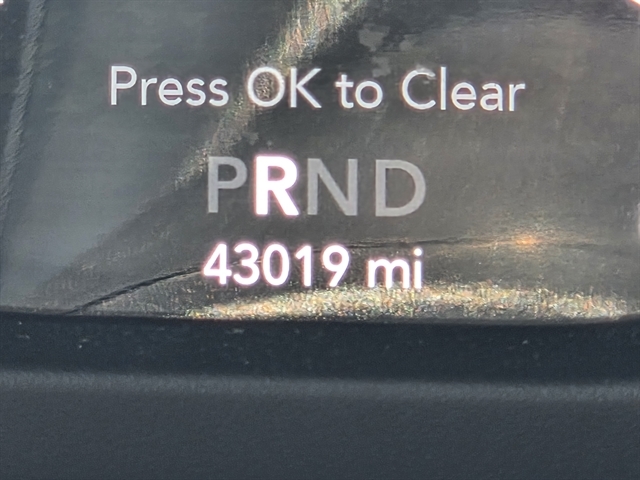 Press OK to Clear
PRND
43019 mi